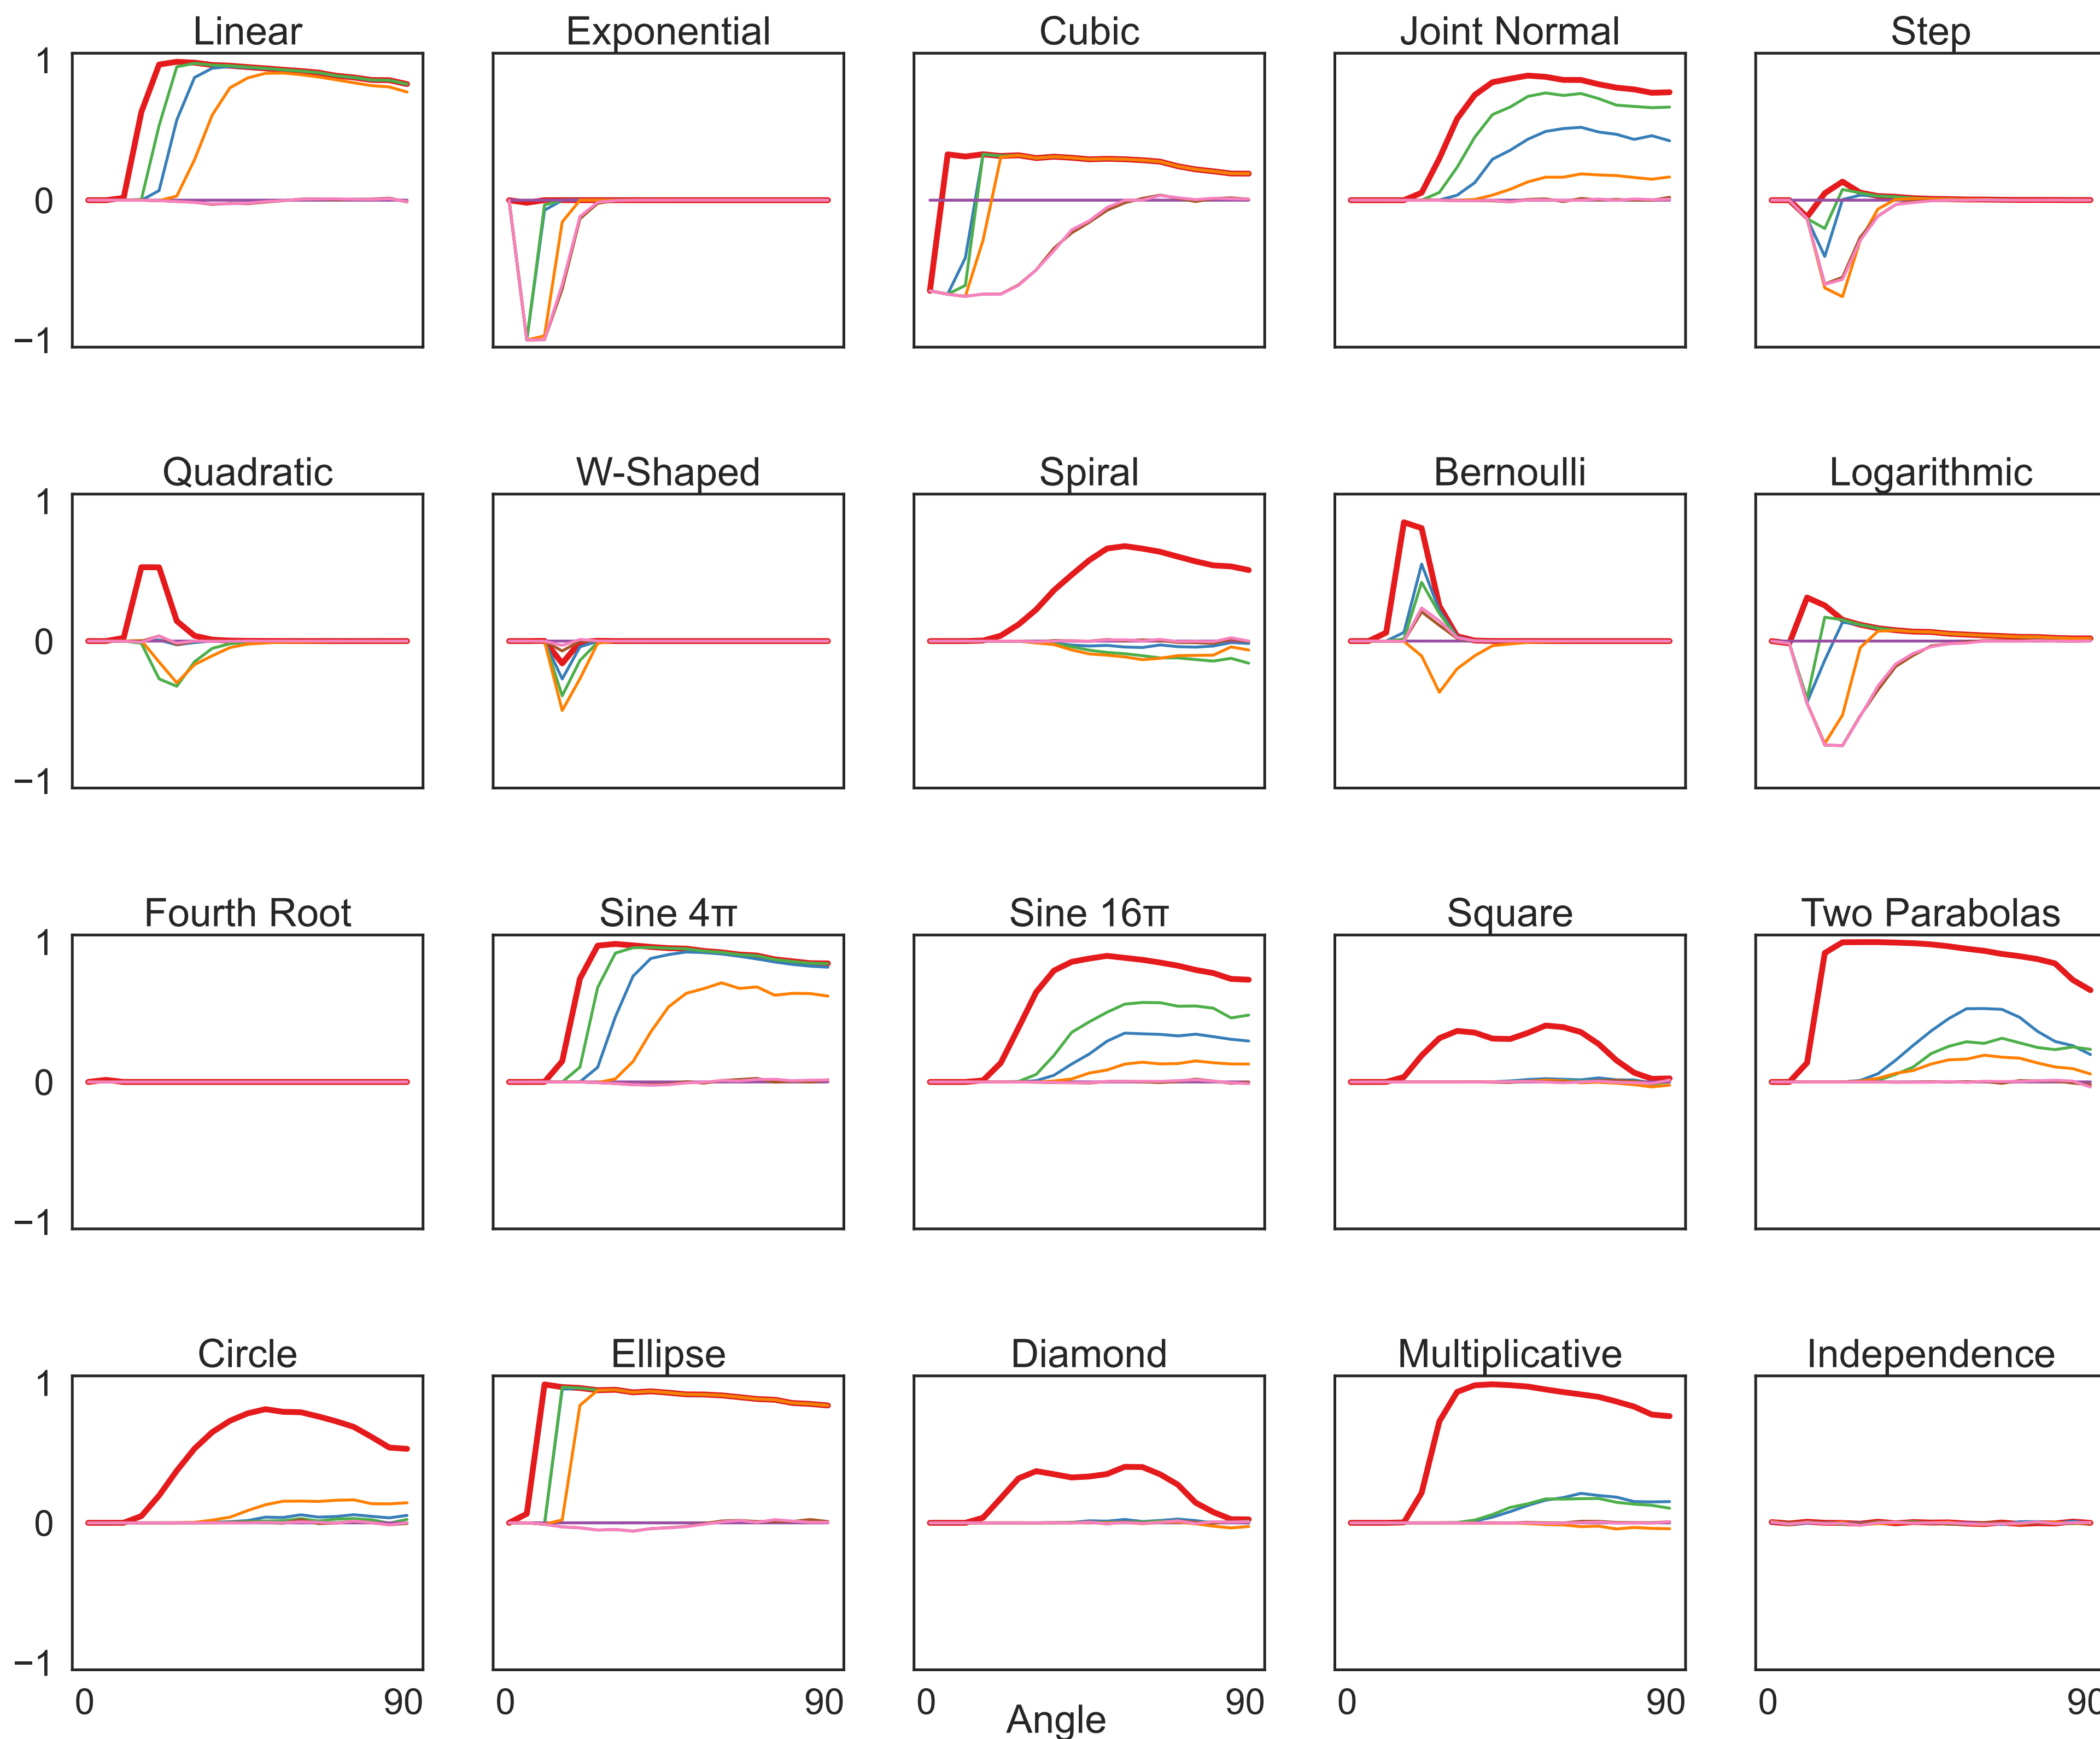 Linear Exponential Cubic Joint Normal Step
1
0
−1
Quadratic W-Shaped Spiral Bernoulli Logarithmic
1
0
−1
Fourth Root Sine 4π Sine 16π Square Two Parabolas
1
0
−1
Circle Ellipse Diamond Multiplicative Independence
1
0
−1
0 90 0 90 0 90 0 90 0 90
Angle